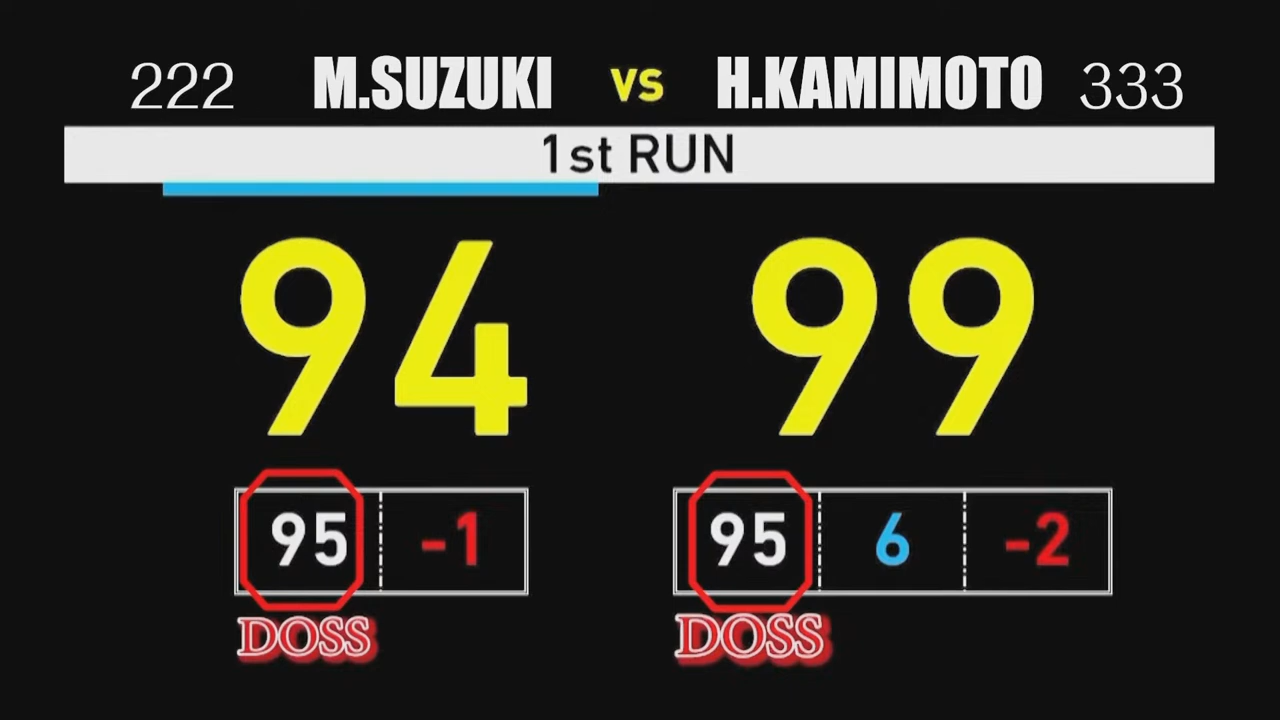 222 M.SUZUKI VS H.KAMIMOTO 333
1st RUN
94 99
95 -1 95 6 -2
DOSS DOSS